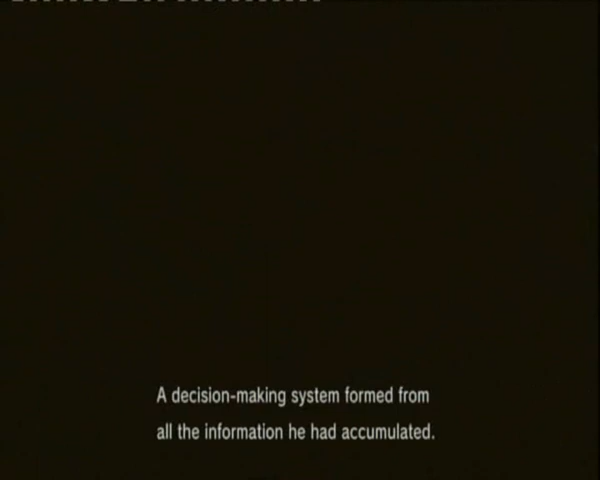 A decision-making system formed from
all the information he had accumulated.